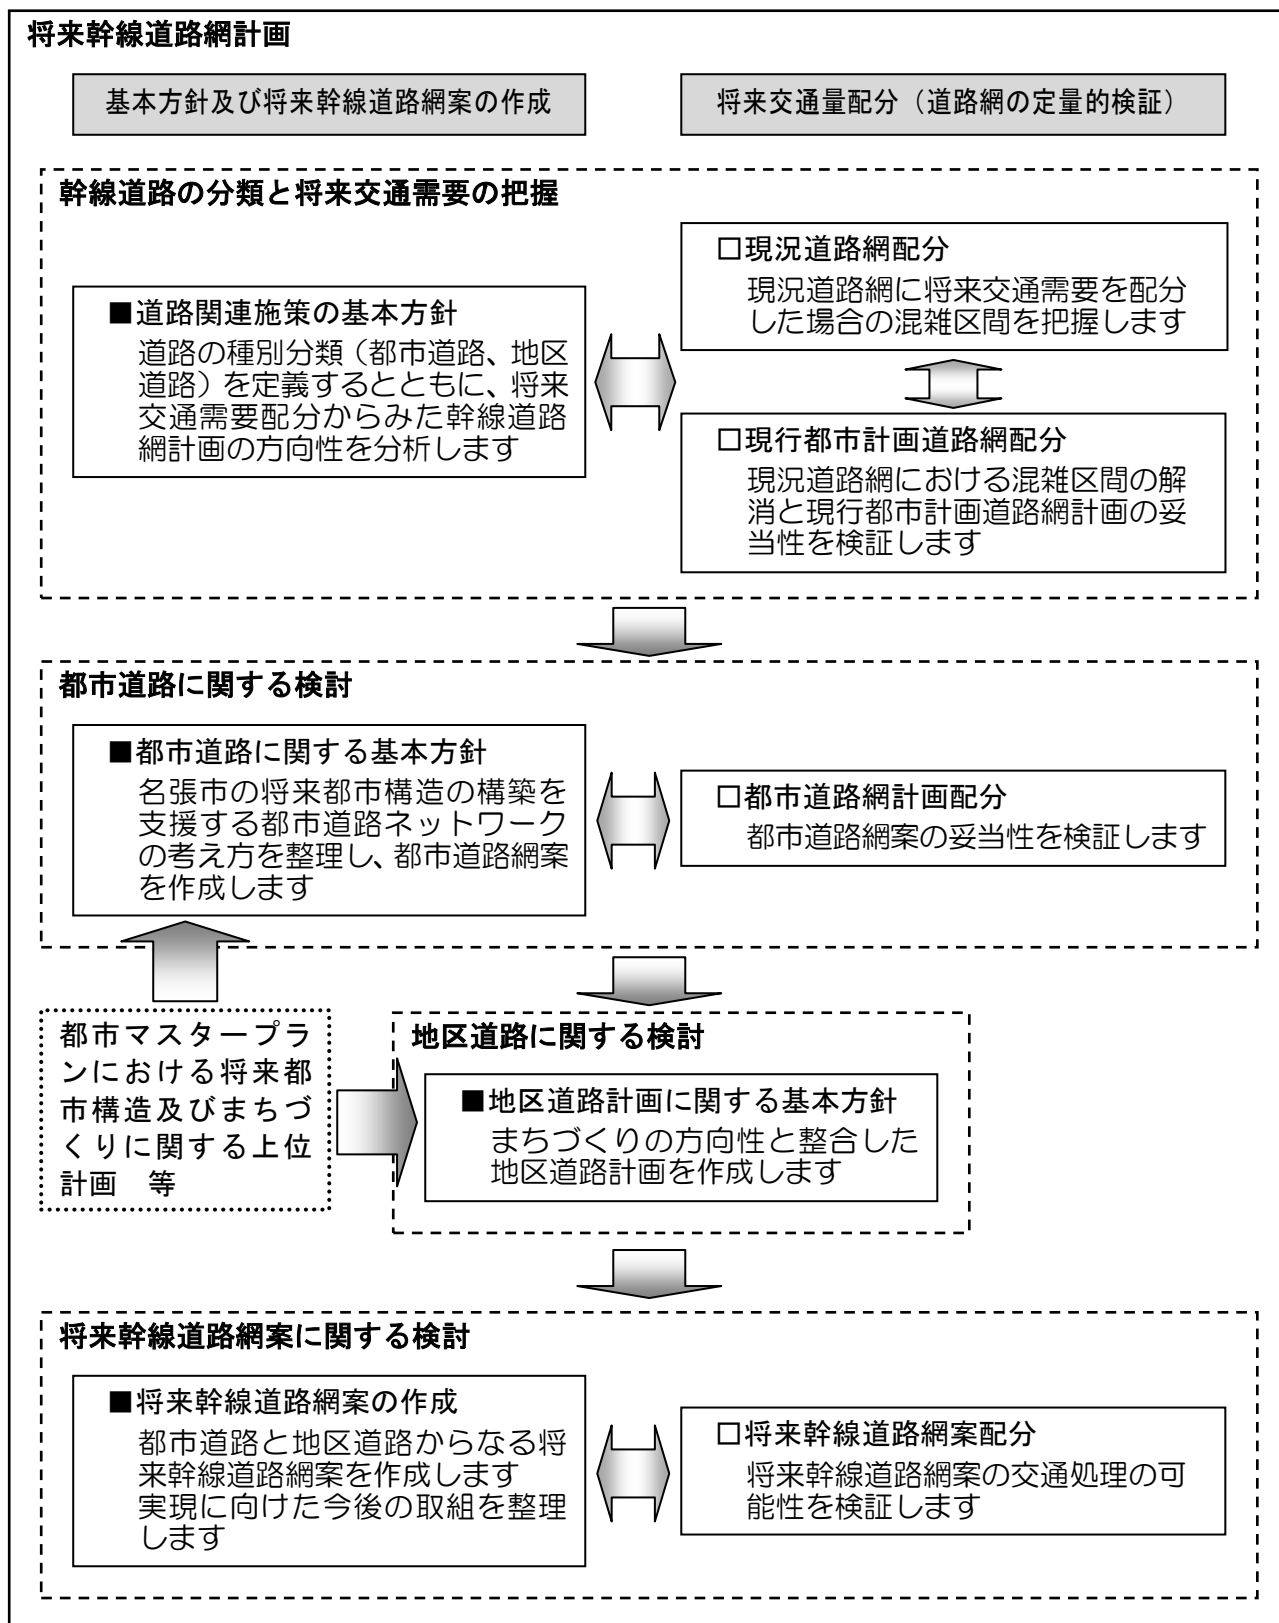 将来幹線道路網計画
基本方針及び将来幹線道路網案の作成
将来交通量配分（道路網の定量的検証）
幹線道路の分類と将来交通需要の把握
■道路関連施策の基本方針
道路の種別分類（都市道路、地区
道路）を定義するとともに、将来
交通需要配分からみた幹線道路
網計画の方向性を分析します
□現況道路網配分
現況道路網に将来交通需要を配分
した場合の混雑区間を把握します
□現行都市計画道路網配分
現況道路網における混雑区間の解
消と現行都市計画道路網計画の妥
当性を検証します
都市道路に関する検討
■都市道路に関する基本方針
名張市の将来都市構造の構築を
支援する都市道路ネットワーク
の考え方を整理し、都市道路網案
を作成します
□都市道路網計画配分
都市道路網案の妥当性を検証します
都市マスタープラ
ンにおける将来都
市構造及びまちづ
くりに関する上位
計画　等
地区道路に関する検討
■地区道路計画に関する基本方針
まちづくりの方向性と整合した
地区道路計画を作成します
将来幹線道路網案に関する検討
■将来幹線道路網案の作成
都市道路と地区道路からなる将
来幹線道路網案を作成します
実現に向けた今後の取組を整理
します
□将来幹線道路網案配分
将来幹線道路網案の交通処理の可
能性を検証します